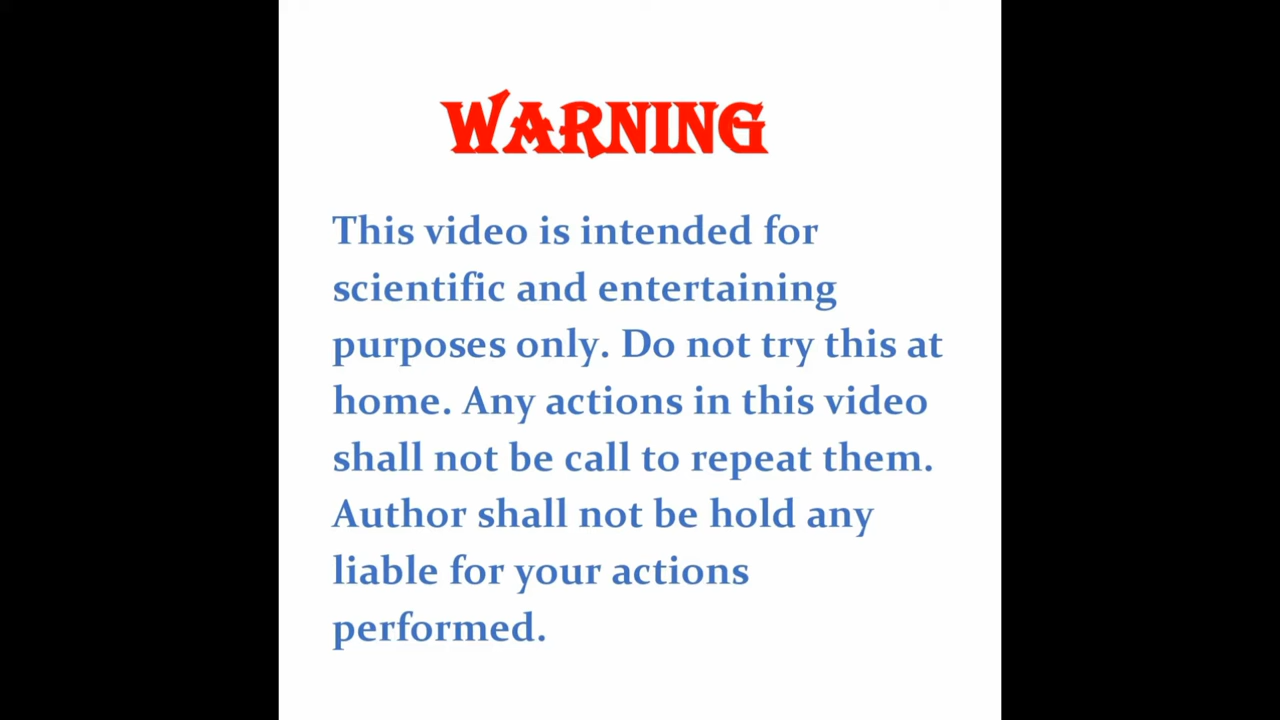 WARNING
This video is intended for
scientific and entertaining
purposes only. Do not try this at
home. Any actions in this video
shall not be call to repeat them.
Author shall not be hold any
liable for your actions
performed.